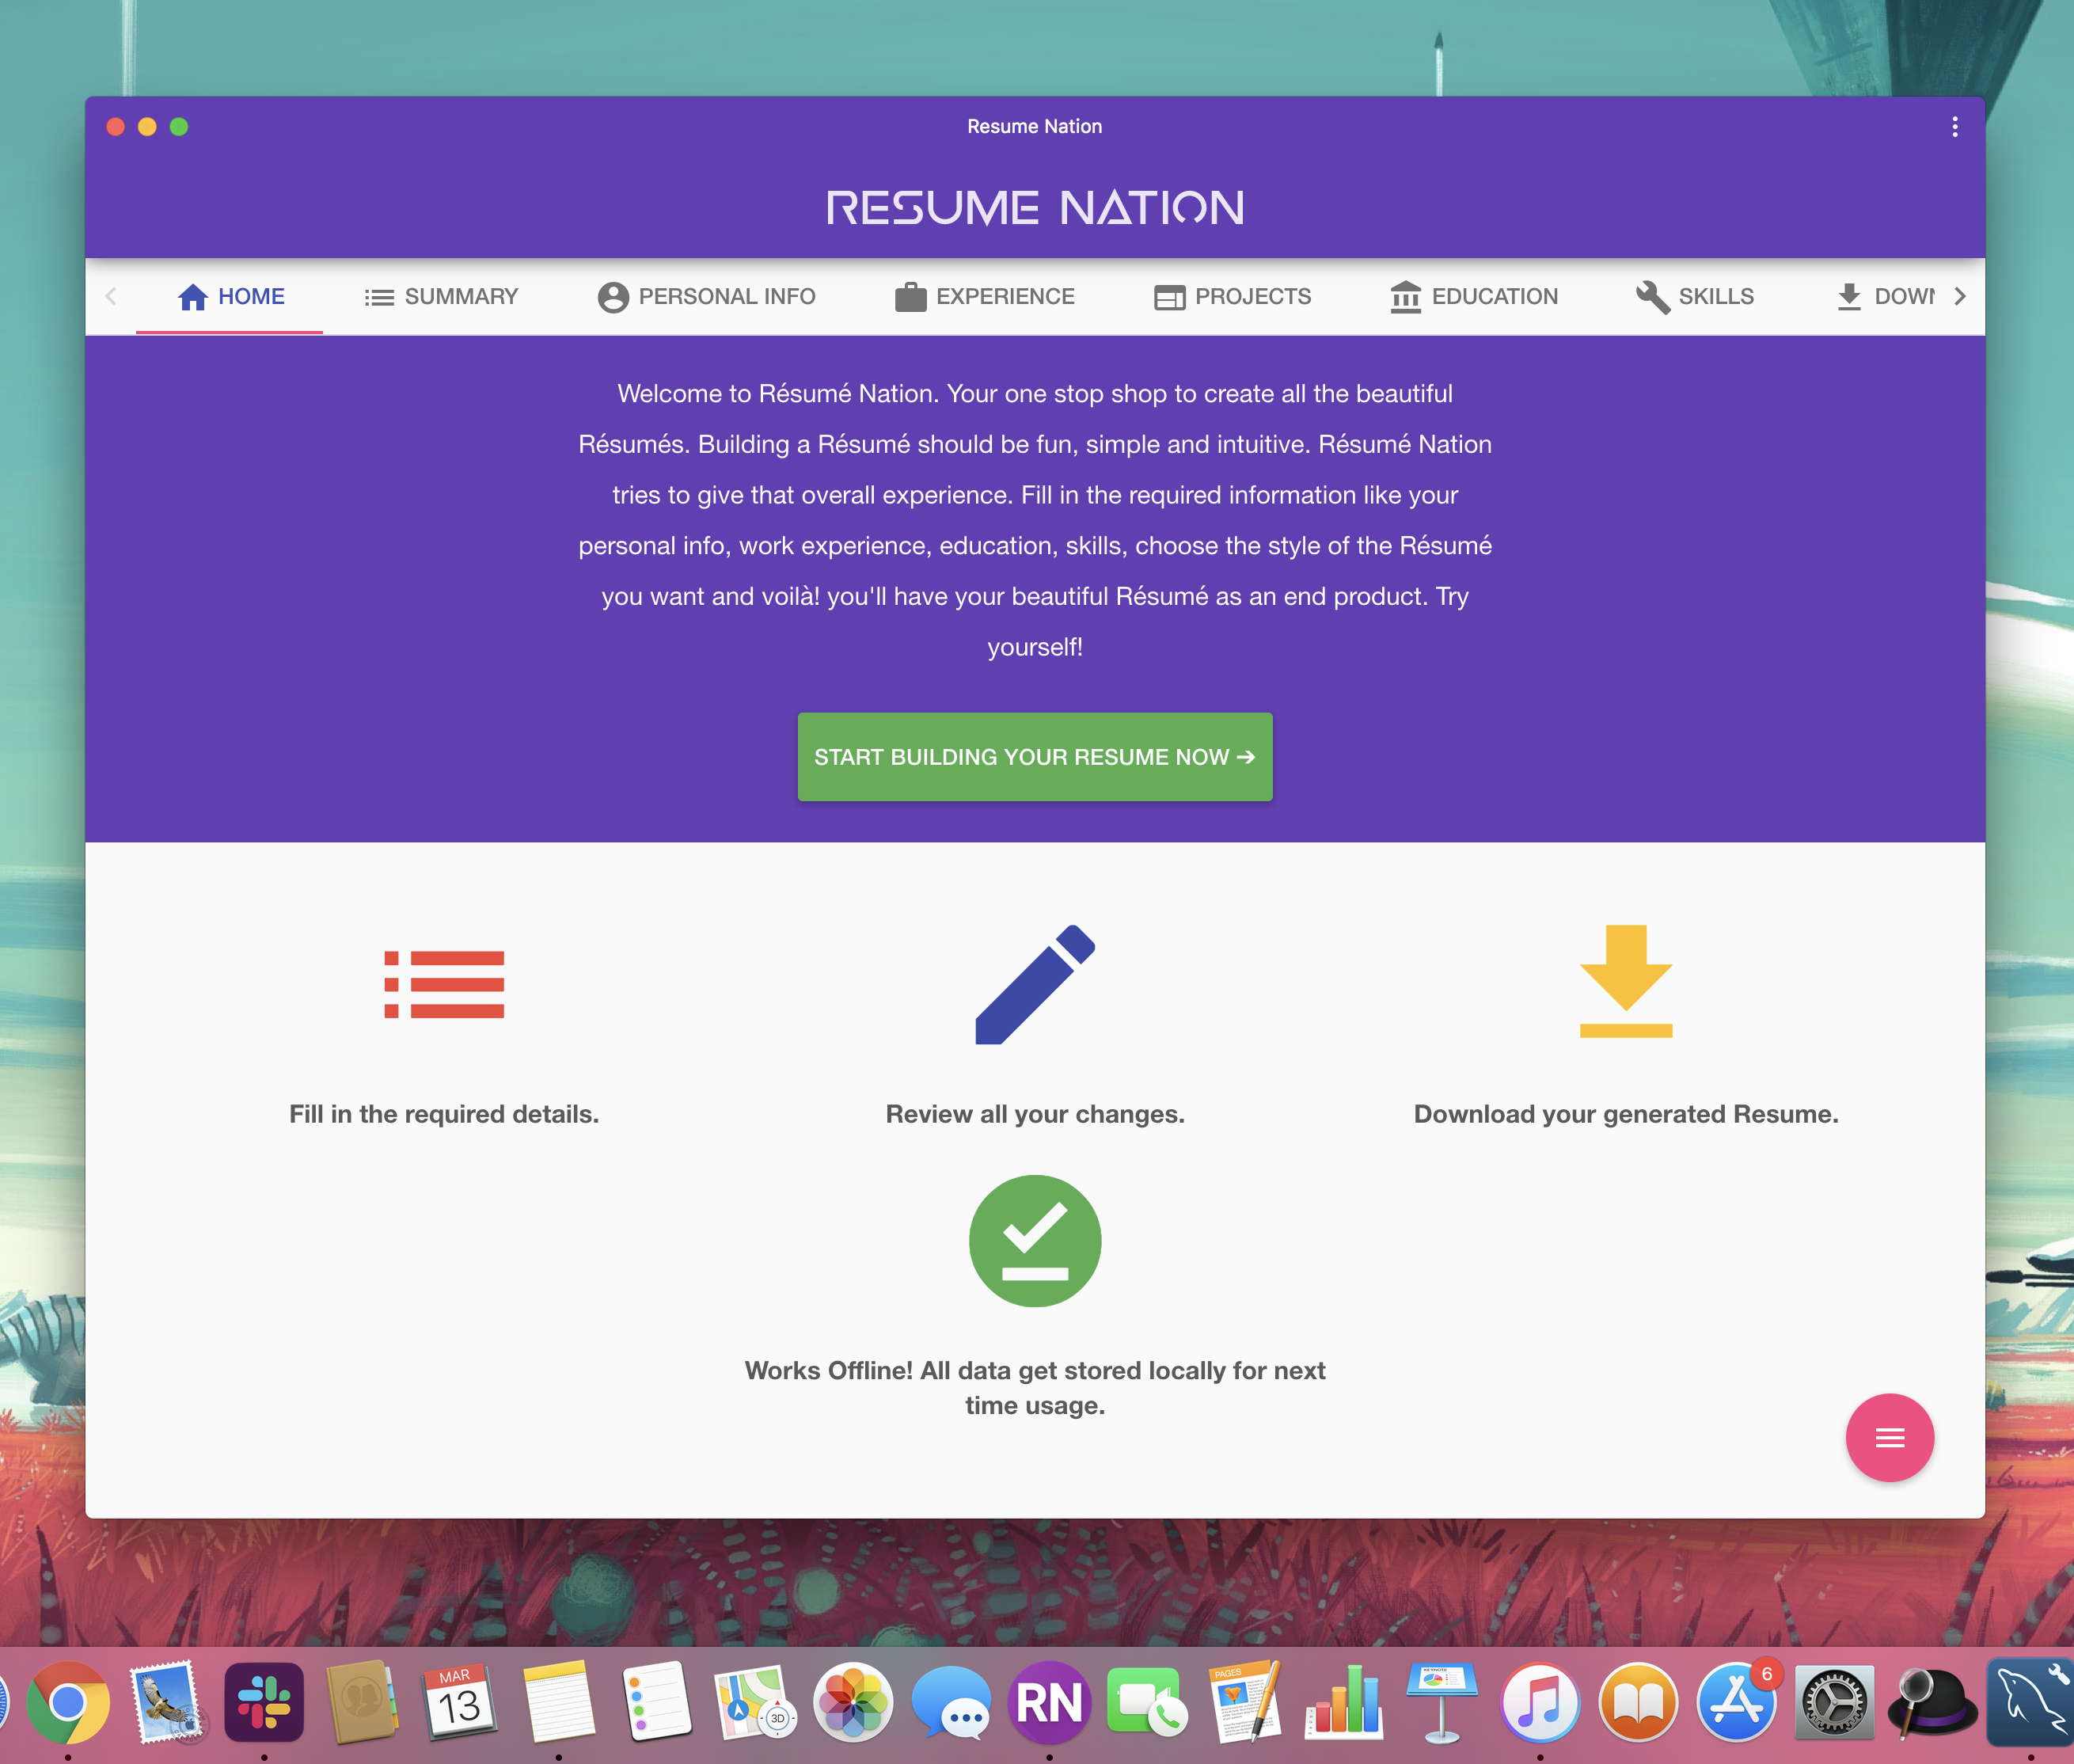 Resume Nation
RESUME NATION
HOME
SUMMARY
PERSONAL INFO
EXPERIENCE
PROJECTS
EDUCATION
SKILLS
Welcome to Résumé Nation. Your one stop shop to create all the beautiful
Résumés. Building a Résumé should be fun, simple and intuitive. Résumé Nation
tries to give that overall experience. Fill in the required information like your
personal info, work experience, education, skills, choose the style of the Résumé
you want and voilà! you'll have your beautiful Résumé as an end product. Try
yourself!
START BUILDING YOUR RESUME NOW ➔
Fill in the required details.
Review all your changes.
Download your generated Resume.
Works Offline! All data get stored locally for next
time usage.
MAR
13
3D
RN
PAGES
KEYNOTE
6